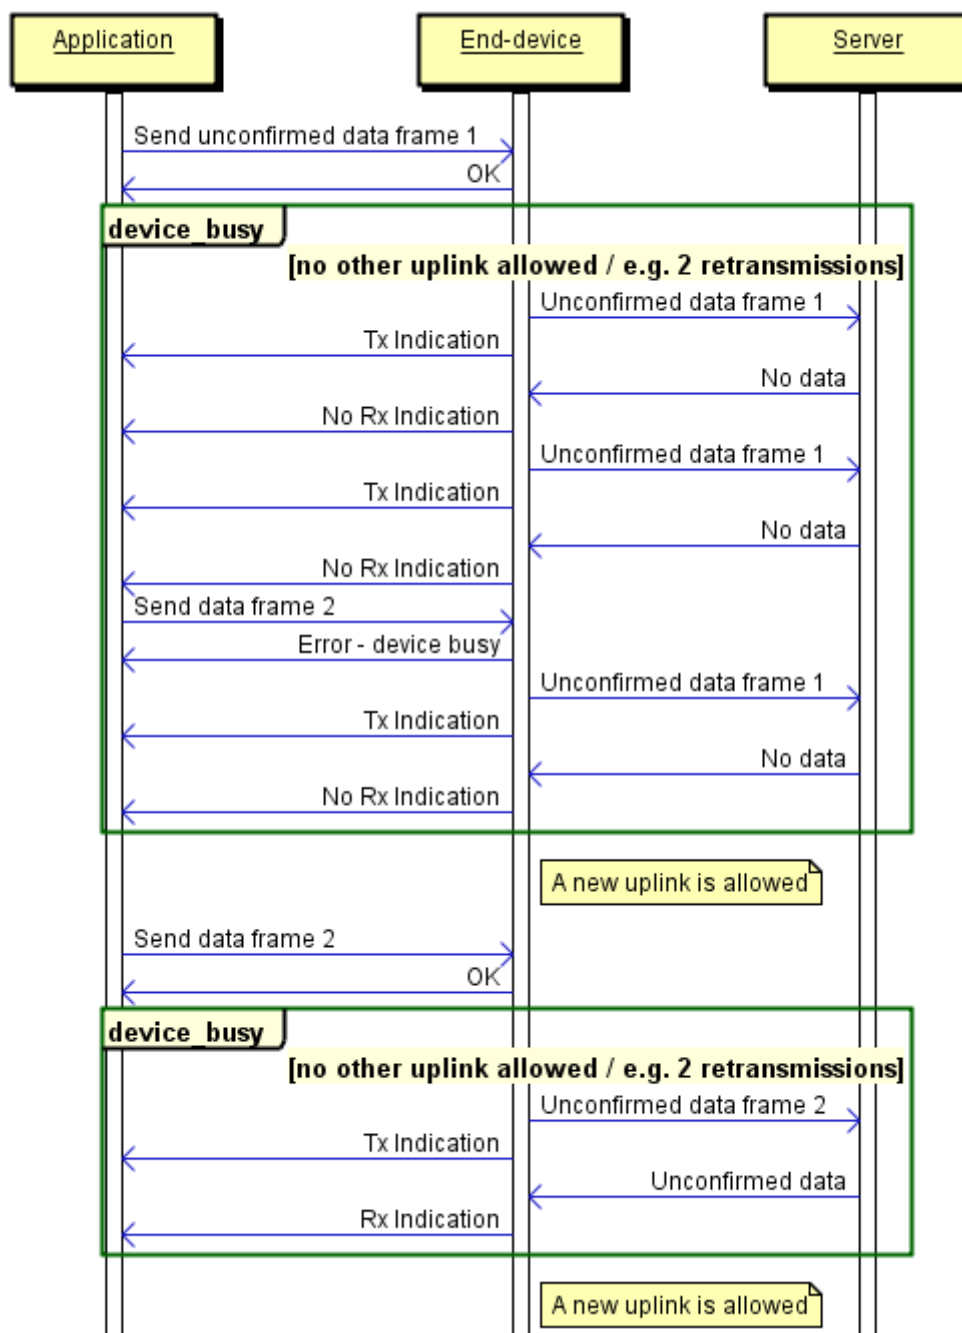 Application
End-device
Server
Send unconfirmed data frame 1
OK
device_busy
[no other uplink allowed / e.g. 2 retransmissions]
Unconfirmed data frame 1
Tx Indication
No data
No Rx Indication
Unconfirmed data frame 1
Tx Indication
No data
No Rx Indication
Send data frame 2
Error - device busy
Unconfirmed data frame 1
Tx Indication
No data
No Rx Indication
A new uplink is allowed
Send data frame 2
OK
device_busy
[no other uplink allowed / e.g. 2 retransmissions]
Unconfirmed data frame 2
Tx Indication
Unconfirmed data
Rx Indication
A new uplink is allowed